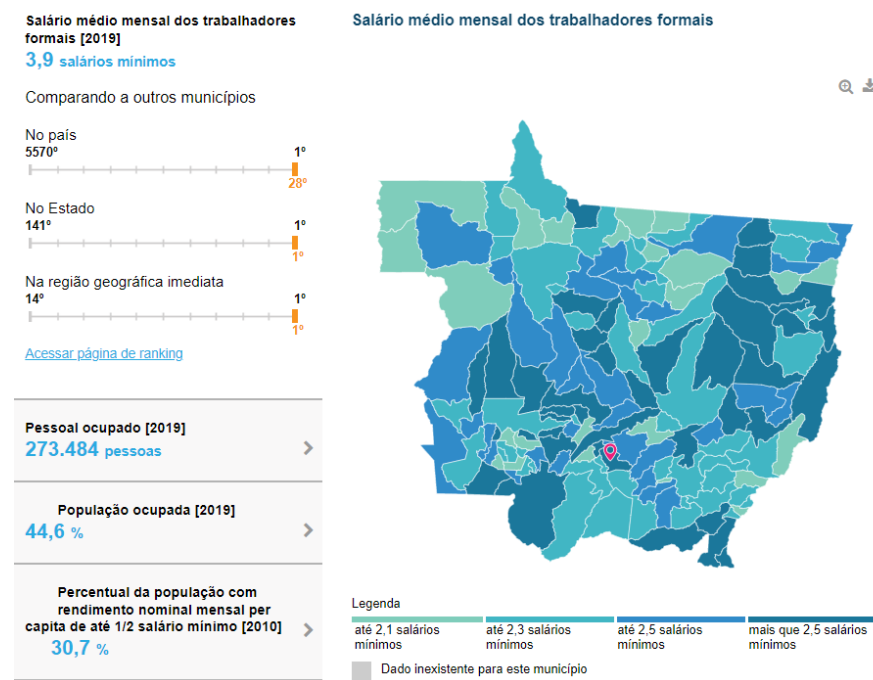 Salário médio mensal dos trabalhadores
formais [2019]
3,9 salários mínimos
Comparando a outros municípios
No país
5570º 1º
28º
No Estado
141º 1º
1º
Na região geográfica imediata
14º 1º
1º
Acessar página de ranking
Pessoal ocupado [2019]
273.484 pessoas
População ocupada [2019]
44,6 %
Percentual da população com
rendimento nominal mensal per
capita de até 1/2 salário mínimo [2010]
30,7 %
Salário médio mensal dos trabalhadores formais
Legenda
até 2,1 salários
mínimos
até 2,3 salários
mínimos
até 2,5 salários
mínimos
mais que 2,5 salários
mínimos
Dado inexistente para este município